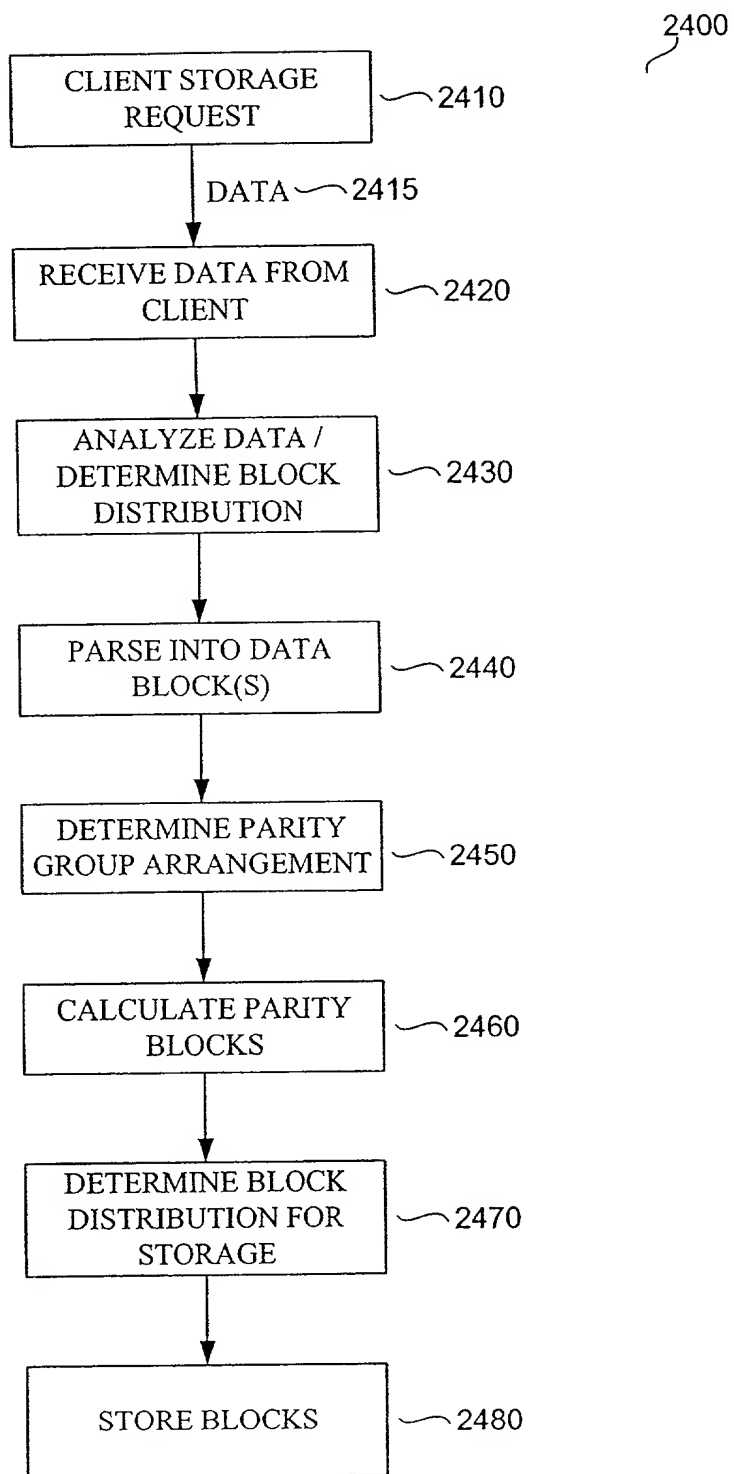 2400
CLIENT STORAGE
REQUEST
2410
DATA 2415
RECEIVE DATA FROM
CLIENT
2420
ANALYZE DATA /
DETERMINE BLOCK
DISTRIBUTION
2430
PARSE INTO DATA
BLOCK(S)
2440
DETERMINE PARITY
GROUP ARRANGEMENT
2450
CALCULATE PARITY
BLOCKS
2460
DETERMINE BLOCK
DISTRIBUTION FOR
STORAGE
2470
STORE BLOCKS
2480